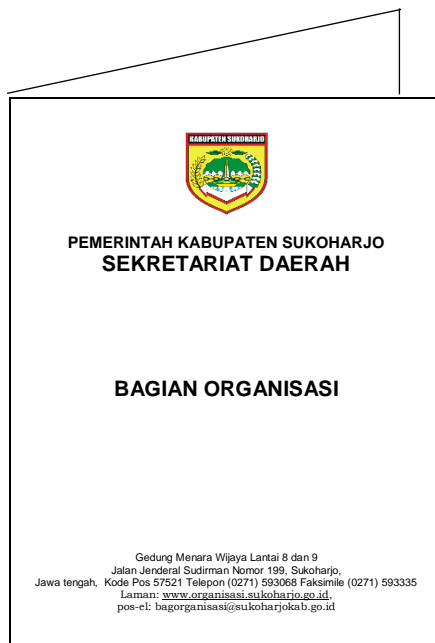 KABUPATEN SUKOHARJO
PEMERINTAH KABUPATEN SUKOHARJO
SEKRETARIAT DAERAH
BAGIAN ORGANISASI
Gedung Menara Wijaya Lantai 8 dan 9
Jalan Jenderal Sudirman Nomor 199, Sukoharjo,
Jawa tengah, Kode Pos 57521 Telepon (0271) 593068 Faksimile (0271) 593335
Laman: www.organisasi.sukoharjo.go.id,
pos-el: bagorganisasi@sukoharjokab.go.id